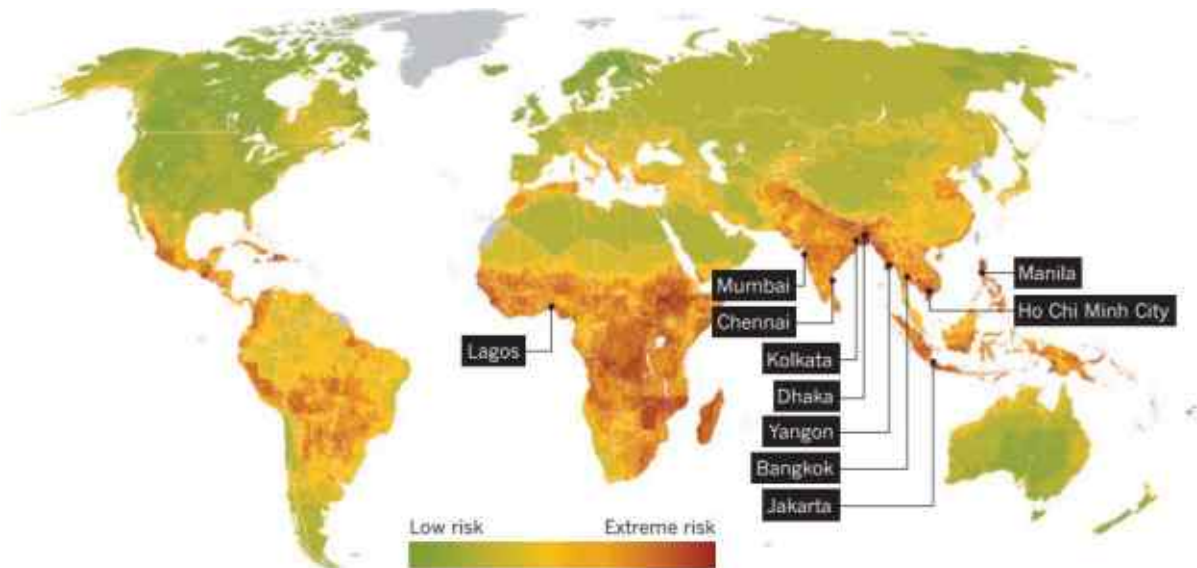 Mumbai
Manila
Chennai
Ho Chi Minh City
Lagos
Kolkata
Dhaka
Yangon
Bangkok
Jakarta
Low risk Extreme risk